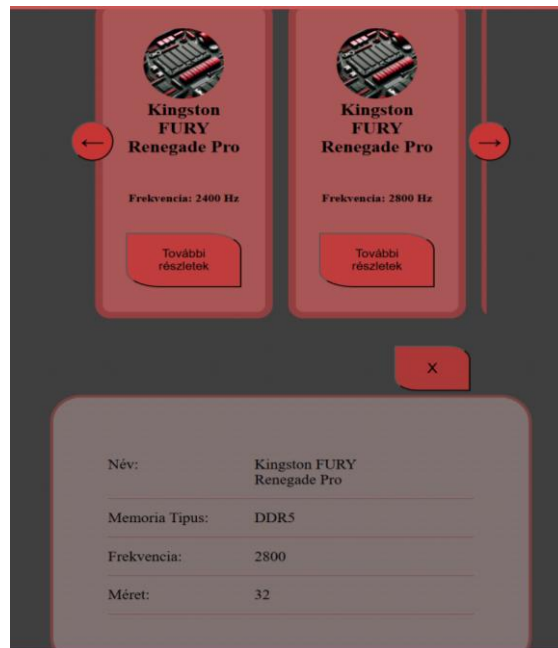 Kingston
FURY
Renegade Pro
Frekvencia: 2400 Hz
További
részletek
Kingston
FURY
Renegade Pro
Frekvencia: 2800 Hz
További
részletek
←
→
X
Név: Kingston FURY
Renegade Pro
Memoria Tipus: DDR5
Frekvencia: 2800
Méret: 32